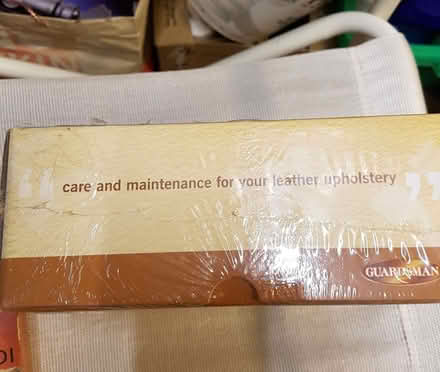 “ care and maintenance for your leather upholstery ”
GUARDSMAN